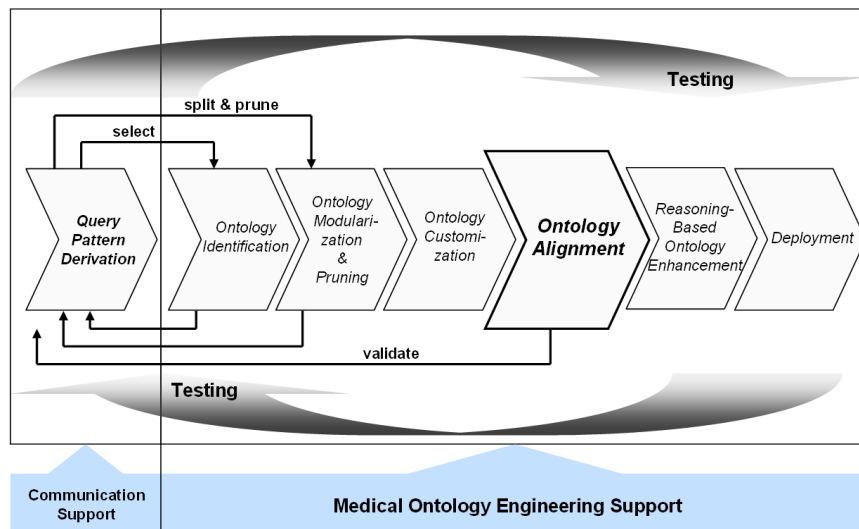 Testing
split & prune
select
Query
Pattern
Derivation
Ontology
Identification
Ontology
Modulari-
zation
&
Pruning
Ontology
Customi-
zation
Ontology
Alignment
Reasoning-
Based
Ontology
Enhancement
Deployment
validate
Testing
Communication
Support
Medical Ontology Engineering Support